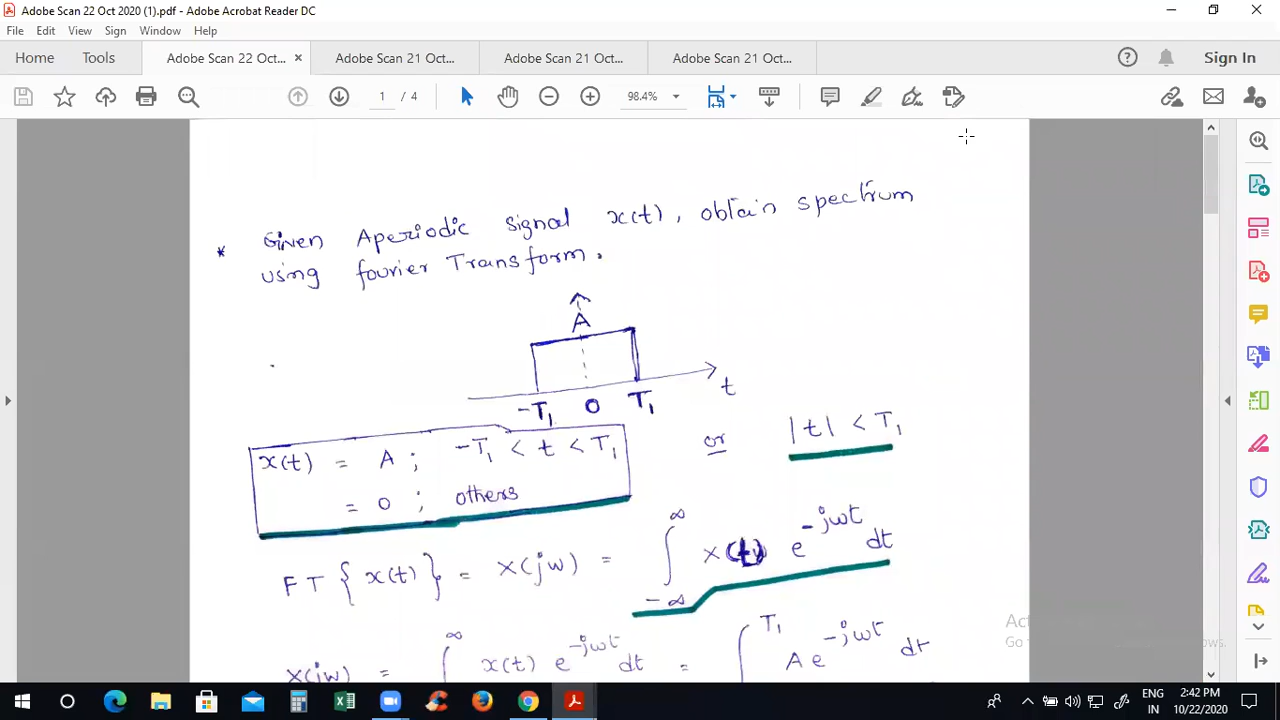 Adobe Scan 22 Oct 2020 (1).pdf - Adobe Acrobat Reader DC
File Edit View Sign Window Help
Home Tools Adobe Scan 22 Oct... × Adobe Scan 21 Oct... Adobe Scan 21 Oct... Adobe Scan 21 Oct... Sign In
1 / 4 98.4%
* Given Aperiodic signal x(t), obtain spectrum
using fourier Transform.
A
-T₁ 0 T₁ t
x(t) = A ; -T₁ < t < T₁ or |t| < T₁
= 0 ; others
FT {x(t)} = X(jw) = ∫_{-∞}^{∞} x(t) e^{-jwt} dt
X(jw) = ∫^{∞} x(t) e^{-jwt} dt = ∫^{T₁} A e^{-jwt} dt
ENG 2:42 PM
IN 10/22/2020